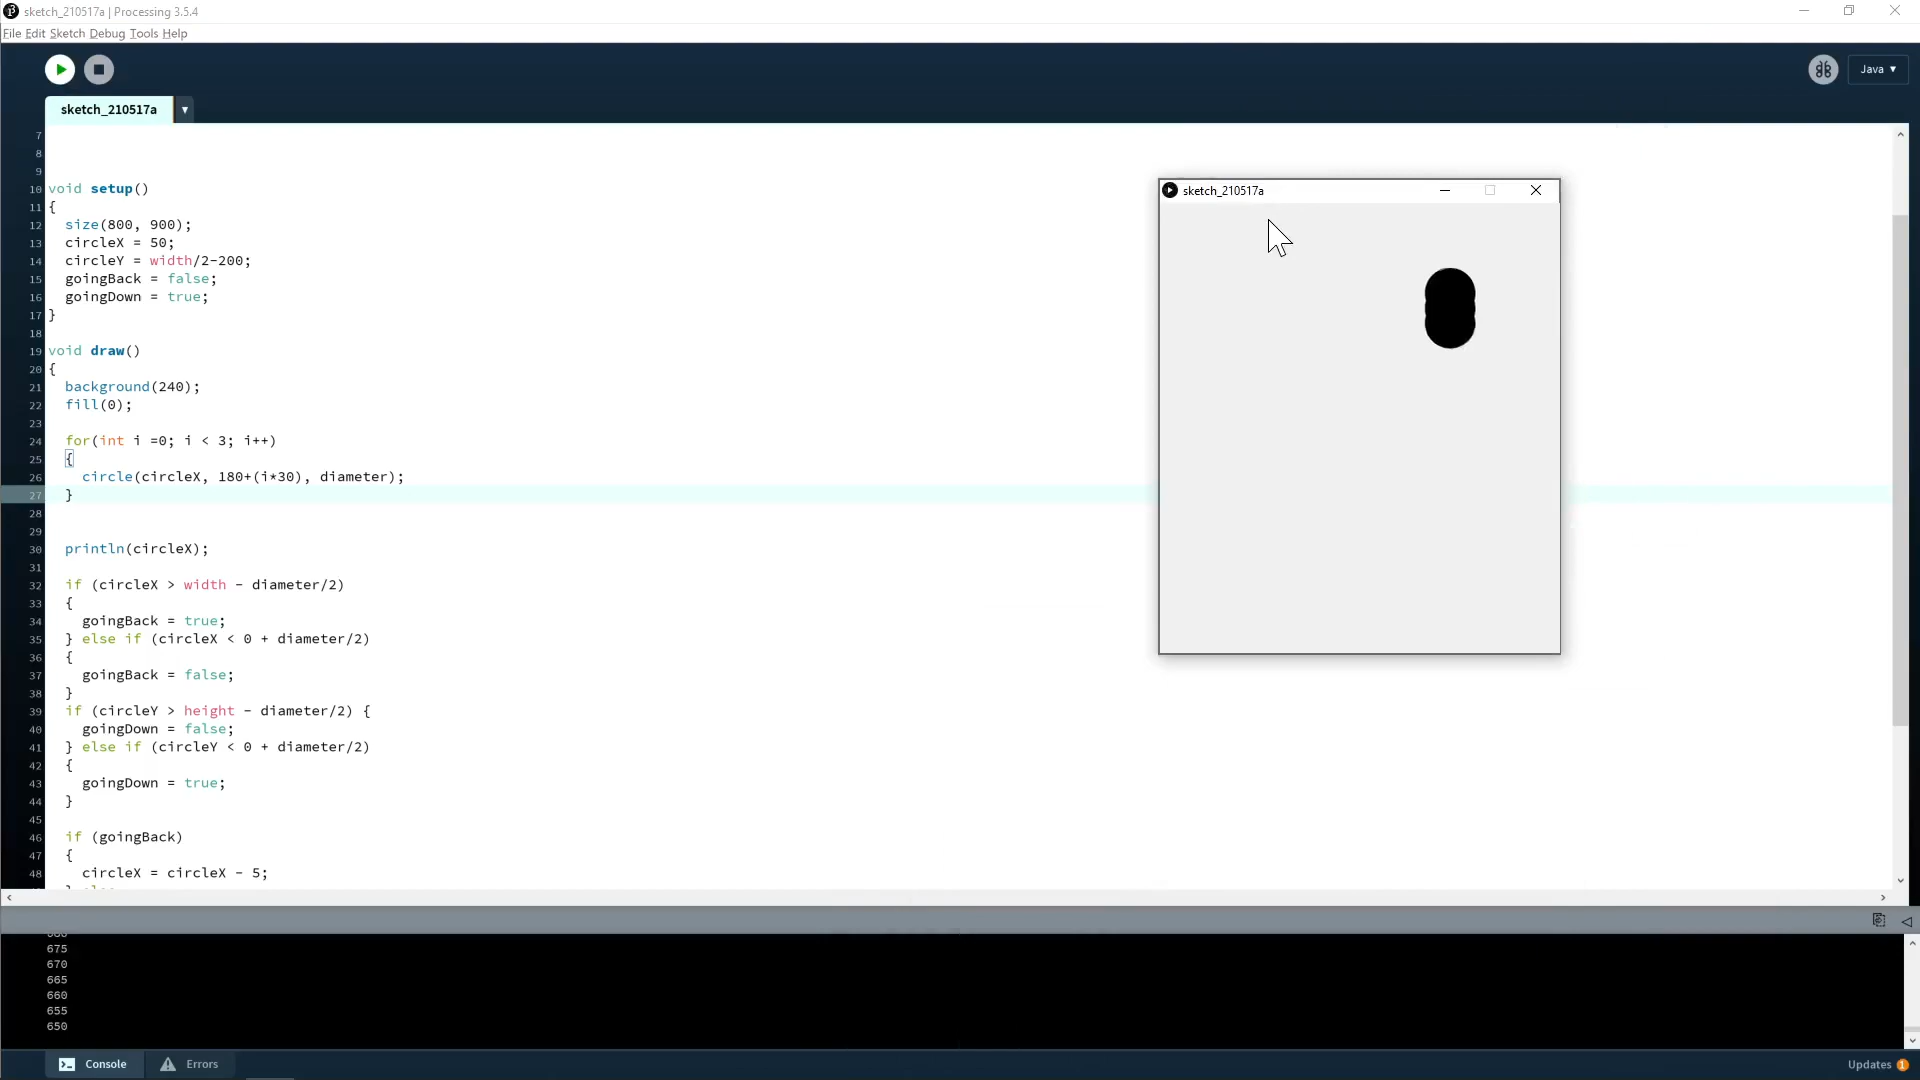 sketch_210517a | Processing 3.5.4
File Edit Sketch Debug Tools Help
Java ▾
sketch_210517a ▾
7
8
9
10 void setup()
11 {
12   size(800, 900);
13   circleX = 50;
14   circleY = width/2-200;
15   goingBack = false;
16   goingDown = true;
17 }
18
19 void draw()
20 {
21   background(240);
22   fill(0);
23
24   for(int i =0; i < 3; i++)
25   {
26     circle(circleX, 180+(i*30), diameter);
27   }
28
29
30   println(circleX);
31
32   if (circleX > width - diameter/2)
33   {
34     goingBack = true;
35   } else if (circleX < 0 + diameter/2)
36   {
37     goingBack = false;
38   }
39   if (circleY > height - diameter/2) {
40     goingDown = false;
41   } else if (circleY < 0 + diameter/2)
42   {
43     goingDown = true;
44   }
45
46   if (goingBack)
47   {
48     circleX = circleX - 5;
sketch_210517a
675
670
665
660
655
650
Console
Errors
Updates 1